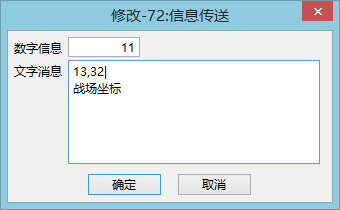 修改-72:信息传送
数字信息 11
文字消息 13,32
战场坐标
确定 取消